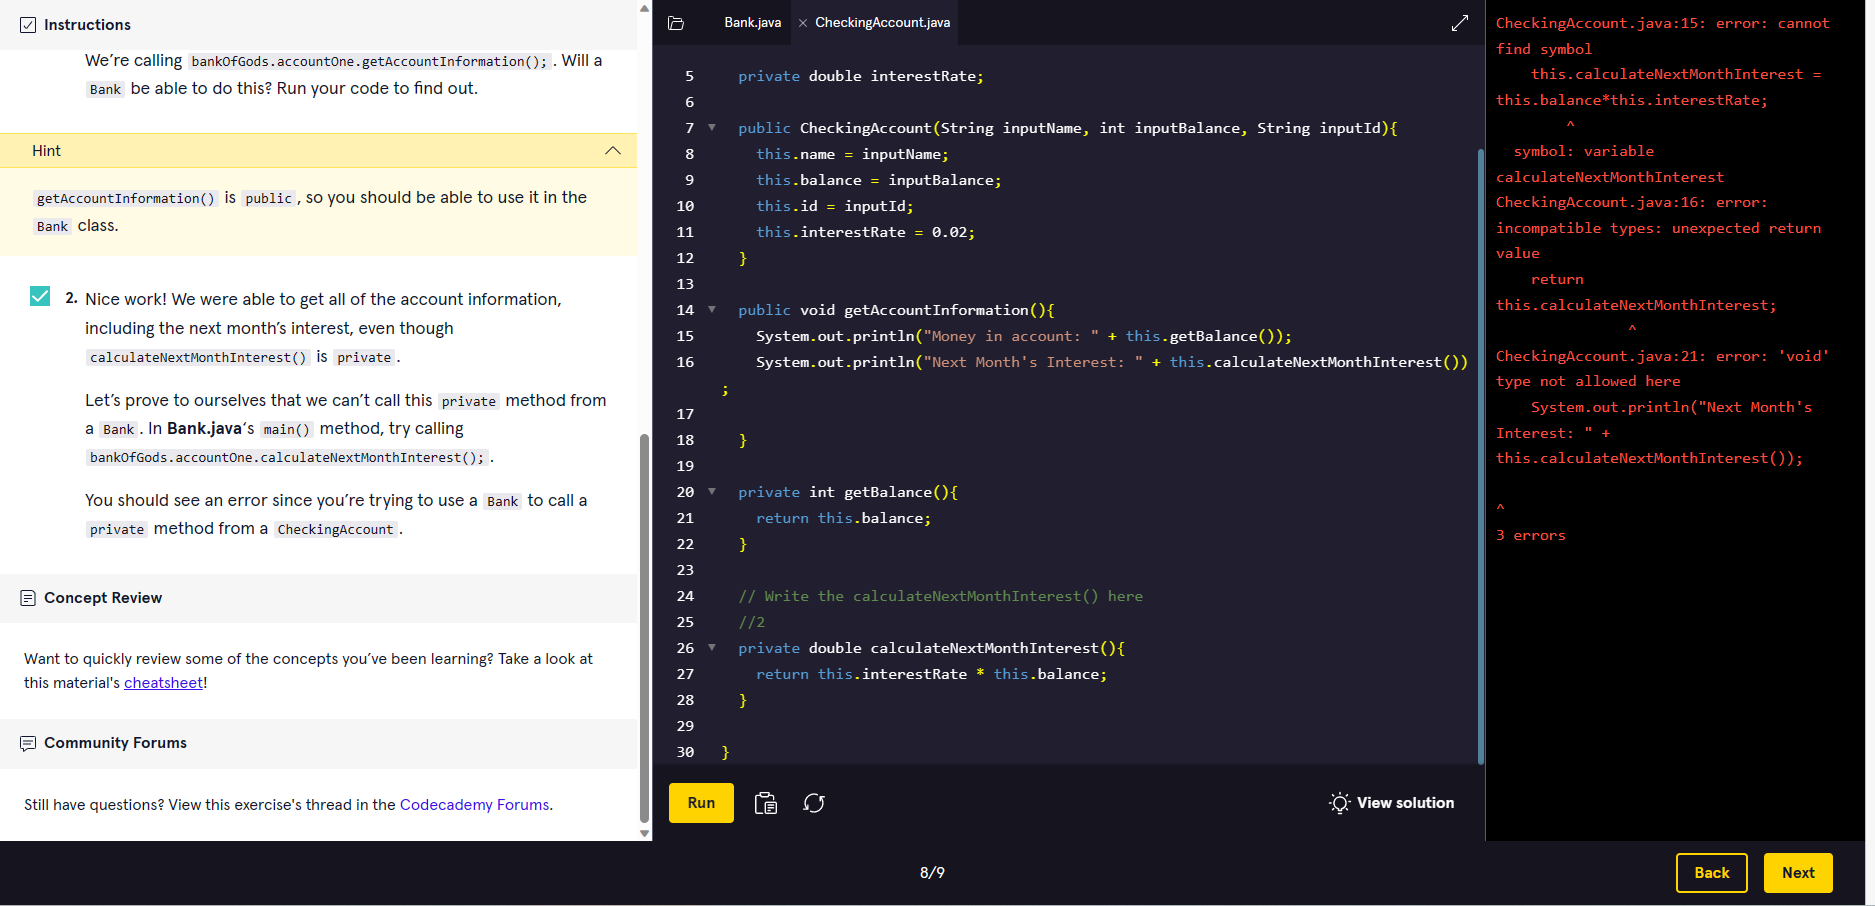 Instructions
We're calling bankOfGods.accountOne.getAccountInformation();. Will a
Bank be able to do this? Run your code to find out.
Hint
getAccountInformation() is public, so you should be able to use it in the
Bank class.
2. Nice work! We were able to get all of the account information,
including the next month's interest, even though
calculateNextMonthInterest() is private.
Let's prove to ourselves that we can't call this private method from
a Bank. In Bank.java's main() method, try calling
bankOfGods.accountOne.calculateNextMonthInterest();.
You should see an error since you're trying to use a Bank to call a
private method from a CheckingAccount.
Concept Review
Want to quickly review some of the concepts you've been learning? Take a look at
this material's cheatsheet!
Community Forums
Still have questions? View this exercise's thread in the Codecademy Forums.
Bank.java × CheckingAccount.java
5 private double interestRate;
6
7 public CheckingAccount(String inputName, int inputBalance, String inputId){
8 this.name = inputName;
9 this.balance = inputBalance;
10 this.id = inputId;
11 this.interestRate = 0.02;
12 }
13
14 public void getAccountInformation(){
15 System.out.println("Money in account: " + this.getBalance());
16 System.out.println("Next Month's Interest: " + this.calculateNextMonthInterest())
;
17
18 }
19
20 private int getBalance(){
21 return this.balance;
22 }
23
24 // Write the calculateNextMonthInterest() here
25 //2
26 private double calculateNextMonthInterest(){
27 return this.interestRate * this.balance;
28 }
29
30 }
Run
View solution
CheckingAccount.java:15: error: cannot
find symbol
this.calculateNextMonthInterest =
this.balance*this.interestRate;
^
symbol: variable
calculateNextMonthInterest
CheckingAccount.java:16: error:
incompatible types: unexpected return
value
return
this.calculateNextMonthInterest;
^
CheckingAccount.java:21: error: 'void'
type not allowed here
System.out.println("Next Month's
Interest: " +
this.calculateNextMonthInterest());
^
3 errors
8/9
Back
Next